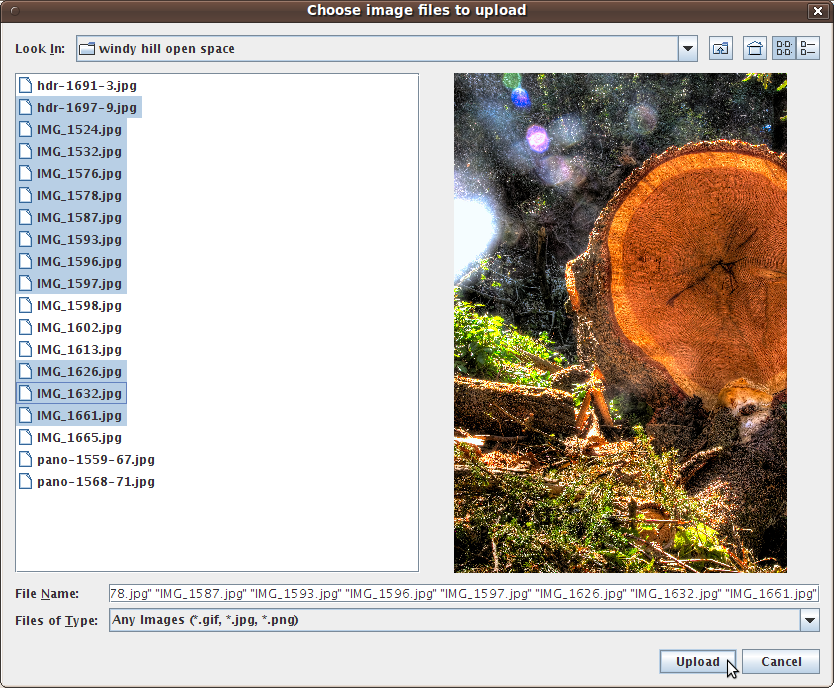 Choose image files to upload
Look In: windy hill open space
hdr-1691-3.jpg
hdr-1697-9.jpg
IMG_1524.jpg
IMG_1532.jpg
IMG_1576.jpg
IMG_1578.jpg
IMG_1587.jpg
IMG_1593.jpg
IMG_1596.jpg
IMG_1597.jpg
IMG_1598.jpg
IMG_1602.jpg
IMG_1613.jpg
IMG_1626.jpg
IMG_1632.jpg
IMG_1661.jpg
IMG_1665.jpg
pano-1559-67.jpg
pano-1568-71.jpg
File Name: 78.jpg" "IMG_1587.jpg" "IMG_1593.jpg" "IMG_1596.jpg" "IMG_1597.jpg" "IMG_1626.jpg" "IMG_1632.jpg" "IMG_1661.jpg"
Files of Type: Any Images (*.gif, *.jpg, *.png)
Upload Cancel